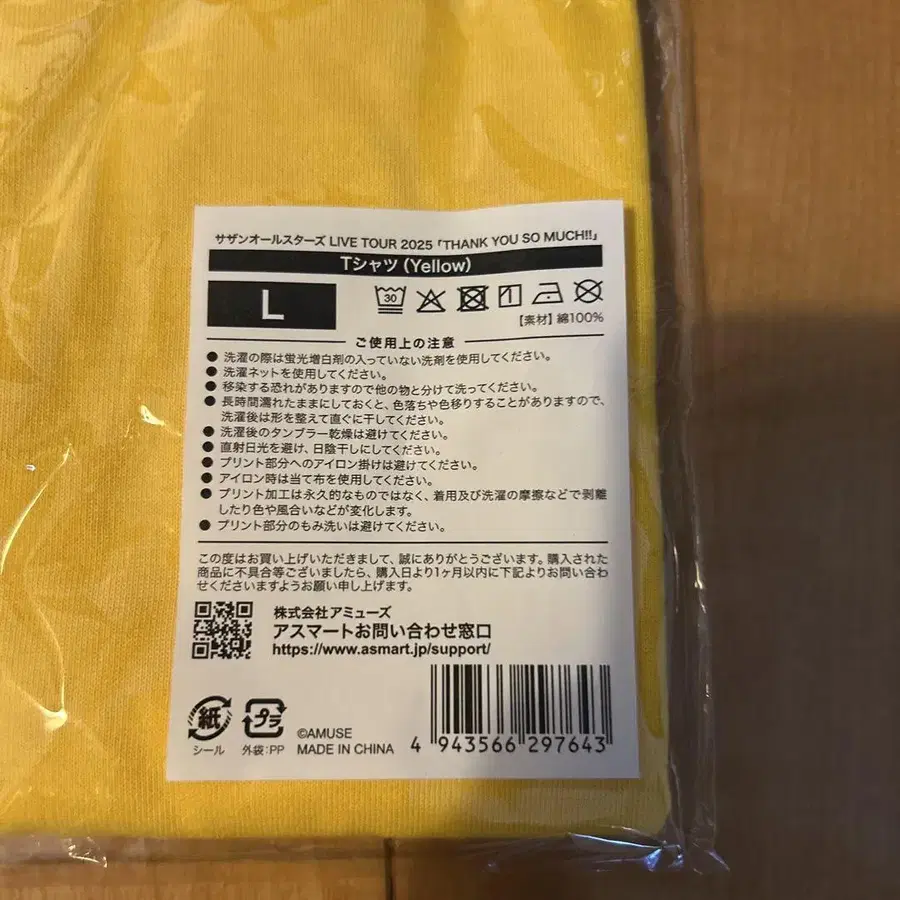 サザンオールスターズ LIVE TOUR 2025「THANK YOU SO MUCH!!」
Tシャツ(Yellow)
L
30
【素材】綿100%
ご使用上の注意
● 洗濯の際は蛍光増白剤の入っていない洗剤を使用してください。
● 洗濯ネットを使用してください。
● 移染する恐れがありますので他の物と分けて洗ってください。
● 長時間濡れたままにしておくと、色落ちや色移りすることがありますので、
洗濯後は形を整えて直ぐに干してください。
● 洗濯後のタンブラー乾燥は避けてください。
● 直射日光を避け、日陰干しにしてください。
● プリント部分へのアイロン掛けは避けてください。
● アイロン時は当て布を使用してください。
● プリント加工は永久的なものではなく、着用及び洗濯の摩擦などで剥離
したり色や風合いなどが変化します。
● プリント部分のもみ洗いは避けてください。
この度はお買い上げいただきまして、誠にありがとうございます。購入された
商品に不具合等ございましたら、購入日より1ヶ月以内に下記よりお問い合わ
せくださいますようお願い申し上げます。
株式会社アミューズ
アスマートお問い合わせ窓口
https://www.asmart.jp/support/
紙
シール
プラ
外袋:PP
©AMUSE
MADE IN CHINA
4 943566 297643